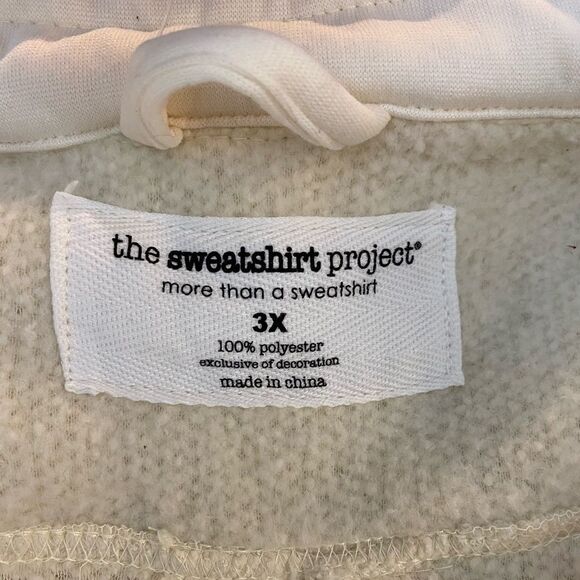 the sweatshirt project®
more than a sweatshirt
3X
100% polyester
exclusive of decoration
made in china